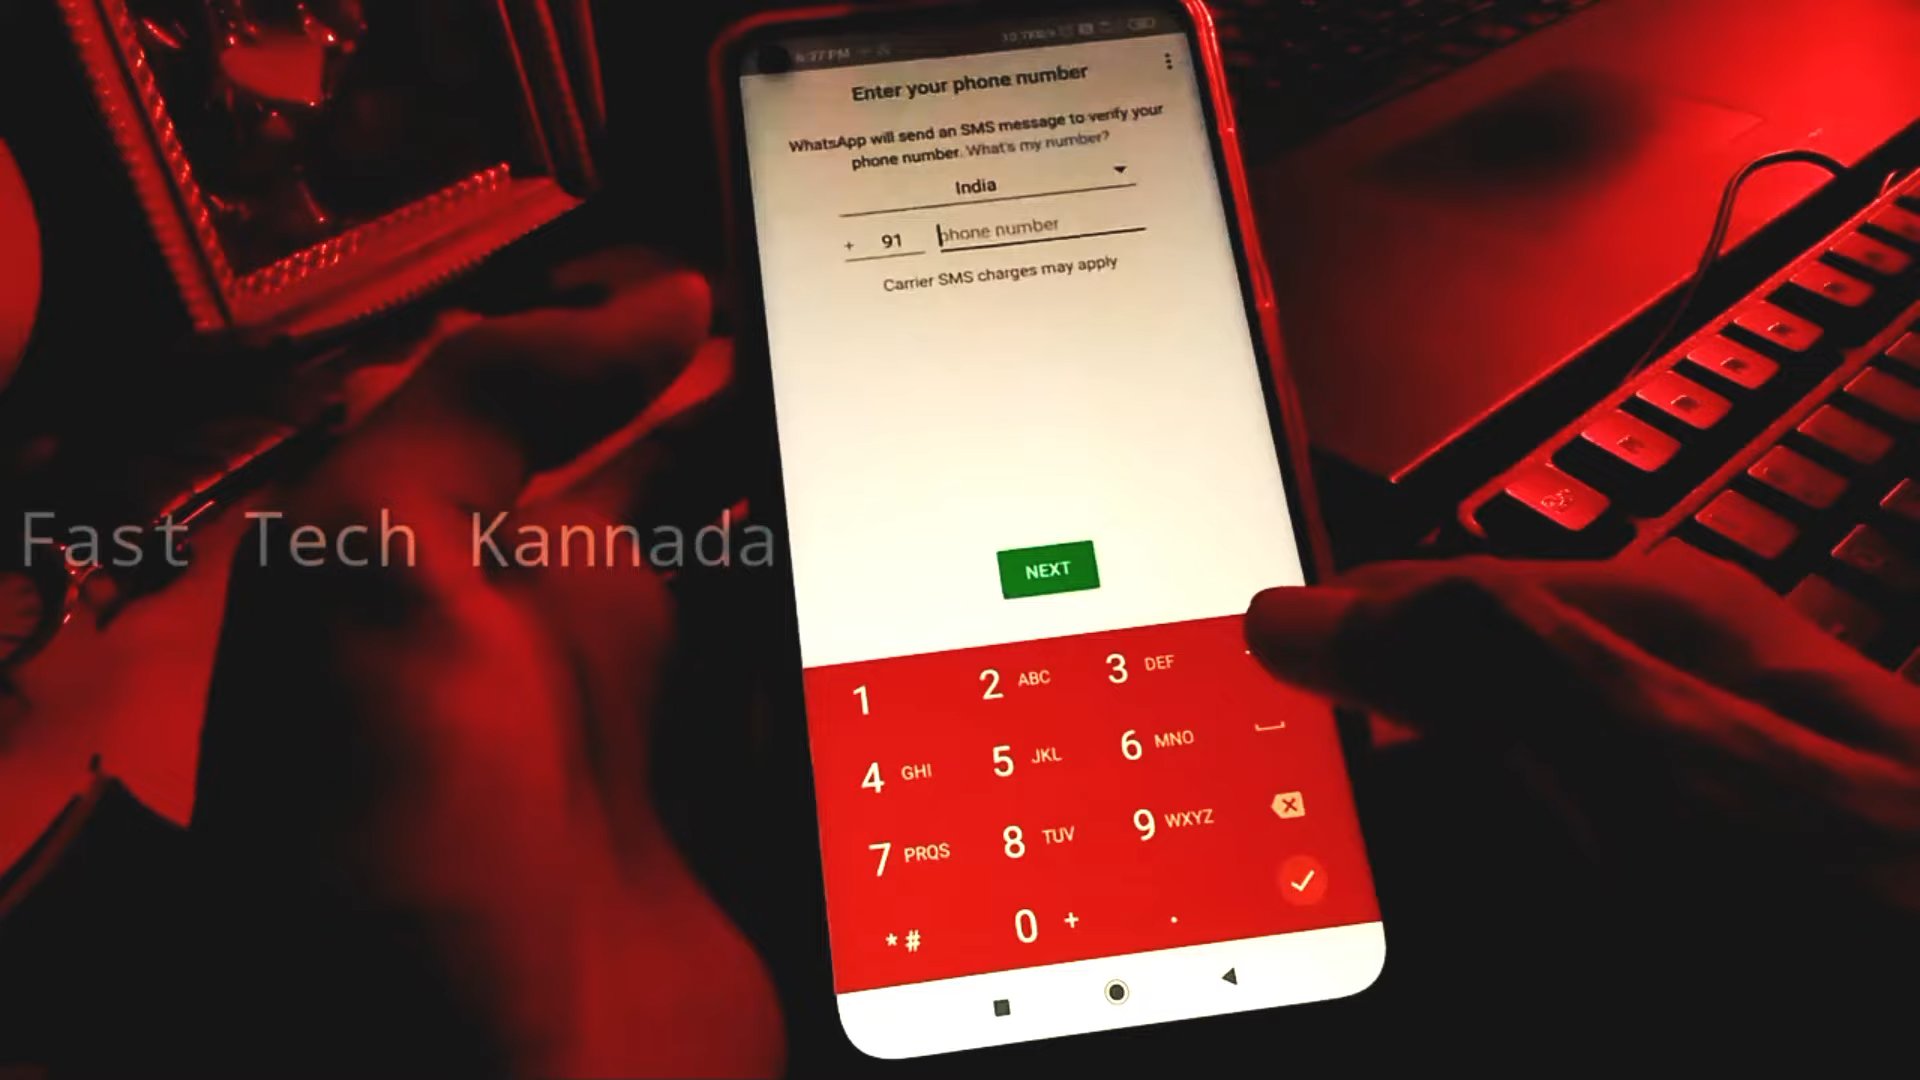 Enter your phone number
WhatsApp will send an SMS message to verify your
phone number. What's my number?
India
+ 91 phone number
Carrier SMS charges may apply
Fast Tech Kannada
NEXT
1 2 ABC 3 DEF
4 GHI 5 JKL 6 MNO
7 PRQS 8 TUV 9 WXYZ
* # 0 + .